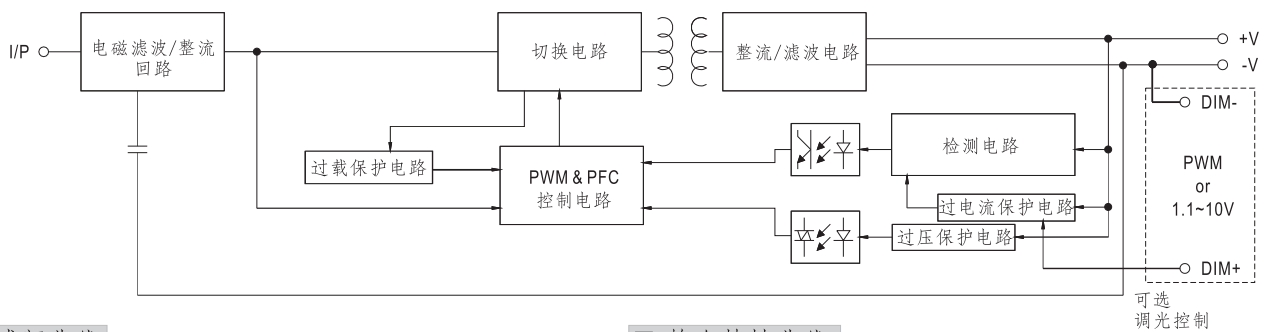 I/P
电磁滤波/整流
回路
切换电路
整流/滤波电路
+V
-V
DIM-
过载保护电路
PWM & PFC
控制电路
检测电路
过电流保护电路
过压保护电路
PWM
or
1.1~10V
DIM+
可选
调光控制